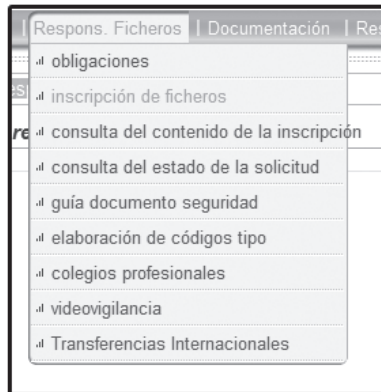 | Respons. Ficheros | Documentación | Re
obligaciones
inscripción de ficheros
consulta del contenido de la inscripción
consulta del estado de la solicitud
guía documento seguridad
elaboración de códigos tipo
colegios profesionales
videovigilancia
Transferencias Internacionales